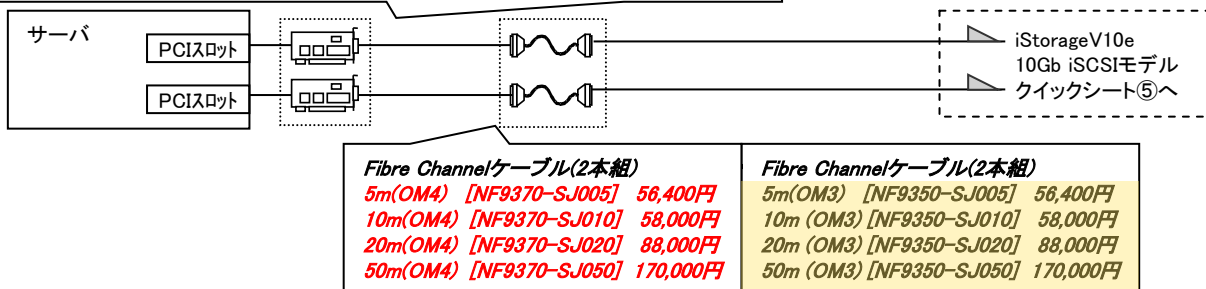 サーバ
PCIスロット
PCIスロット
iStorageV10e
10Gb iSCSIモデル
クイックシート⑤へ
Fibre Channelケーブル(2本組)
5m(OM4) [NF9370-SJ005] 56,400円
10m(OM4) [NF9370-SJ010] 58,000円
20m(OM4) [NF9370-SJ020] 88,000円
50m(OM4) [NF9370-SJ050] 170,000円
Fibre Channelケーブル(2本組)
5m(OM3) [NF9350-SJ005] 56,400円
10m (OM3) [NF9350-SJ010] 58,000円
20m (OM3) [NF9350-SJ020] 88,000円
50m (OM3) [NF9350-SJ050] 170,000円